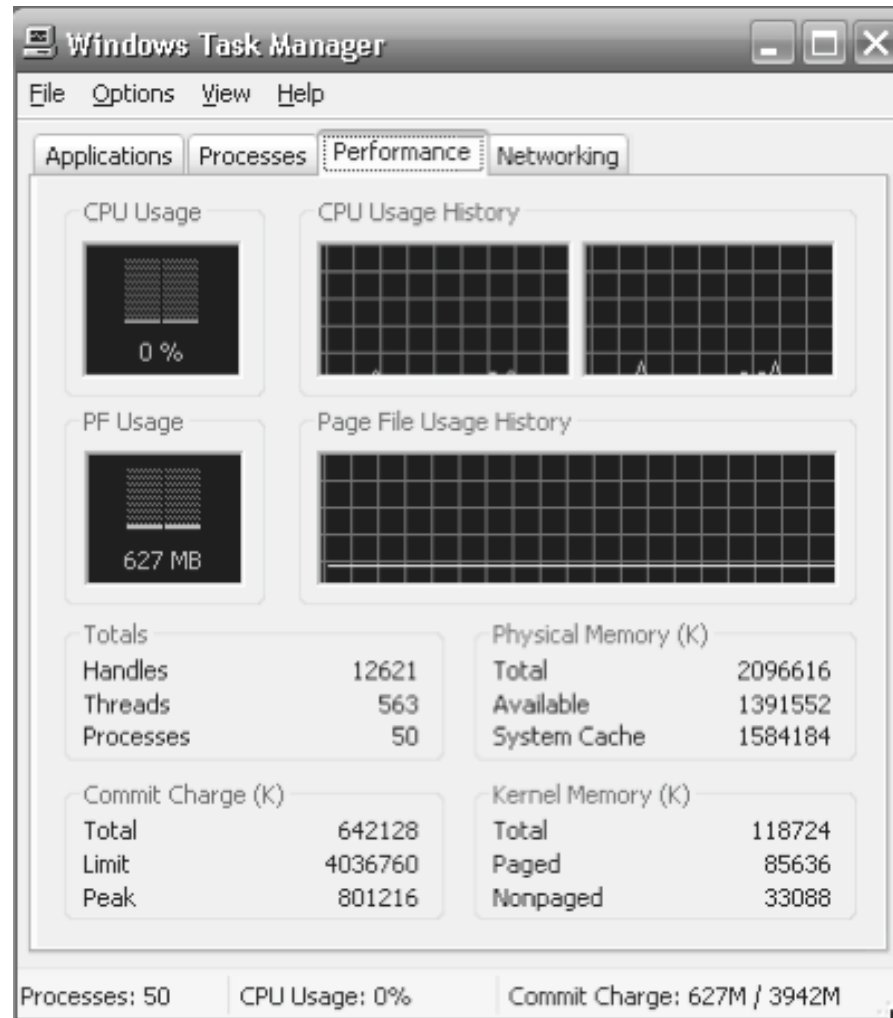 Windows Task Manager
File Options View Help
Applications Processes Performance Networking
CPU Usage CPU Usage History
0 %
PF Usage Page File Usage History
627 MB
Totals
Handles 12621
Threads 563
Processes 50
Physical Memory (K)
Total 2096616
Available 1391552
System Cache 1584184
Commit Charge (K)
Total 642128
Limit 4036760
Peak 801216
Kernel Memory (K)
Total 118724
Paged 85636
Nonpaged 33088
Processes: 50 CPU Usage: 0% Commit Charge: 627M / 3942M